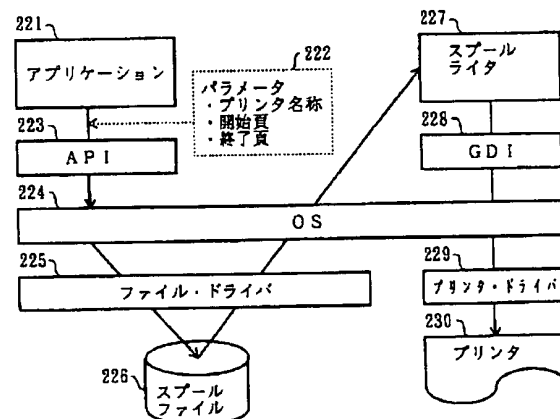 221
アプリケーション
222
パラメータ
・プリンタ名称
・開始頁
・終了頁
223
API
224
OS
225
ファイル・ドライバ
226
スプール
ファイル
227
スプール
ライタ
228
GDI
229
プリンタ・ドライバ
230
プリンタ